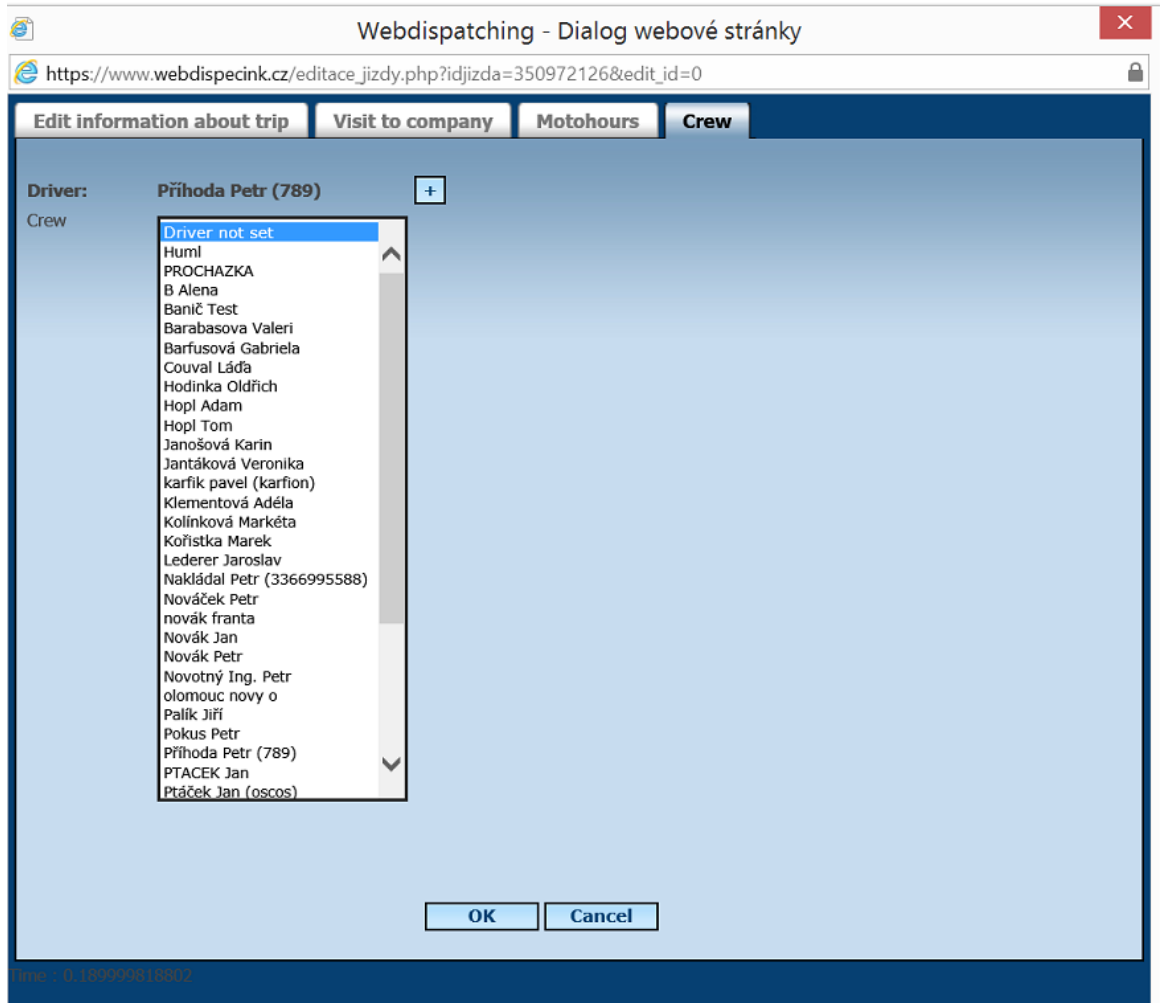 Webdispatching - Dialog webové stránky
https://www.webdispecink.cz/editace_jizdy.php?idjizda=350972126&edit_id=0
Edit information about trip Visit to company Motohours Crew
Driver: Příhoda Petr (789) +
Crew
Driver not set
Huml
PROCHAZKA
B Alena
Banič Test
Barabasova Valeri
Barfusová Gabriela
Couval Láďa
Hodinka Oldřich
Hopl Adam
Hopl Tom
Janošová Karin
Jantáková Veronika
karfik pavel (karfion)
Klementová Adéla
Kolínková Markéta
Kořistka Marek
Lederer Jaroslav
Nakládal Petr (3366995588)
Nováček Petr
novák franta
Novák Jan
Novák Petr
Novotný Ing. Petr
olomouc novy o
Palík Jiří
Pokus Petr
Příhoda Petr (789)
PTACEK Jan
Ptáček Jan (oscos)
OK Cancel
Time : 0.189999818802